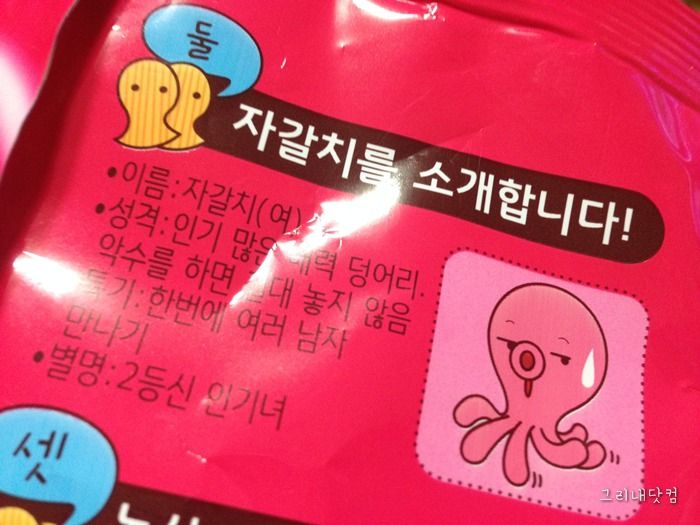 둘
자갈치를 소개합니다!
•이름:자갈치(여)
•성격:인기 많은 매력 덩어리.
악수를 하면 절대 놓지 않음
특기:한번에 여러 남자
만나기
•별명:2등신 인기녀
셋
그리내닷컴